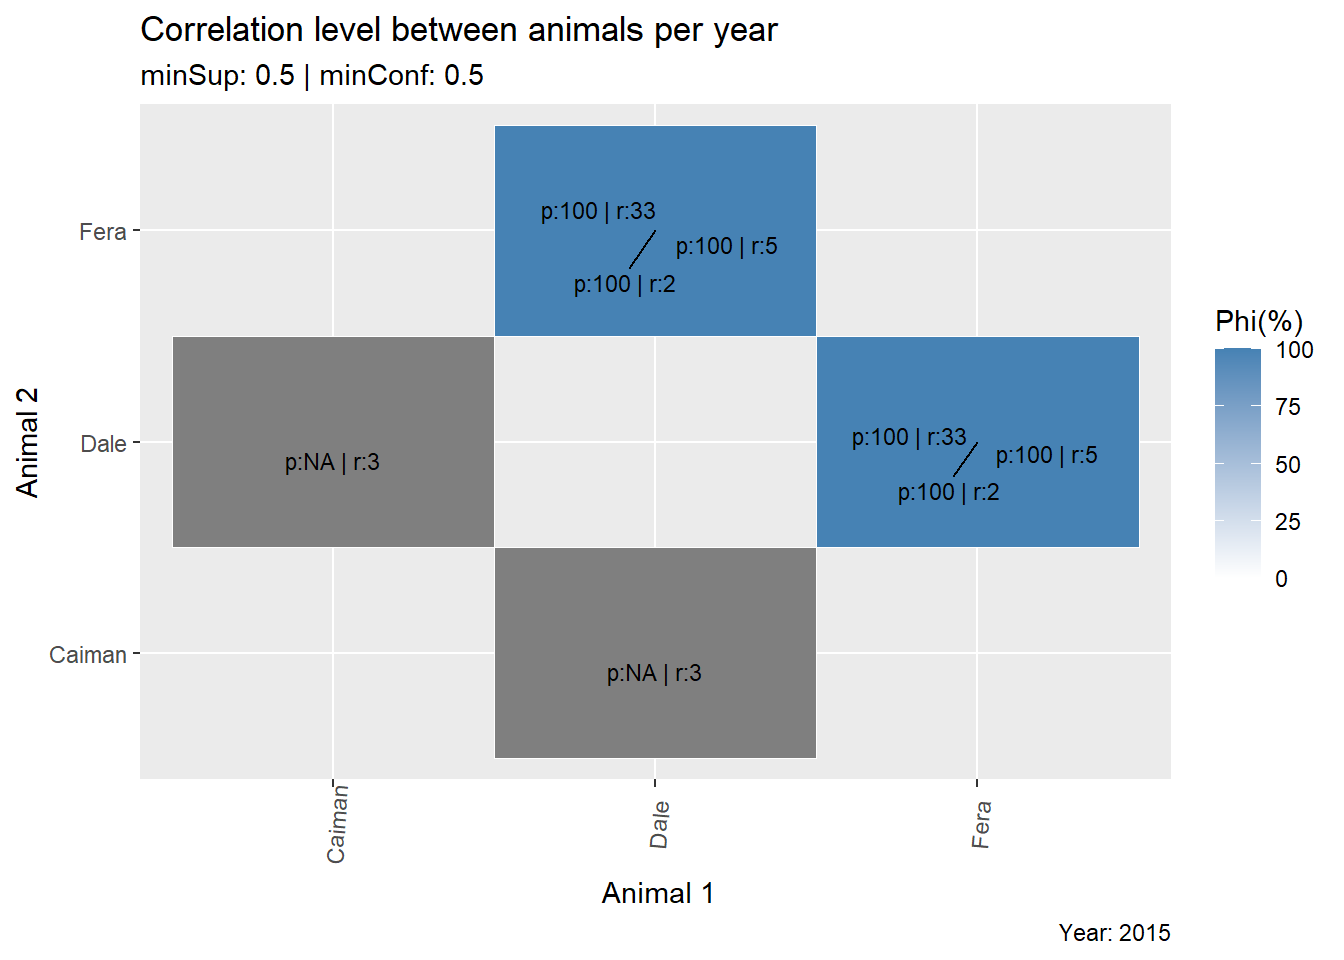 Correlation level between animals per year
minSup: 0.5 | minConf: 0.5
Animal 2
Fera
Dale
Caiman
p:100 | r:33
p:100 | r:5
p:100 | r:2
p:NA | r:3
p:100 | r:33
p:100 | r:5
p:100 | r:2
p:NA | r:3
Phi(%)
100
75
50
25
0
Caiman
Dale
Fera
Animal 1
Year: 2015